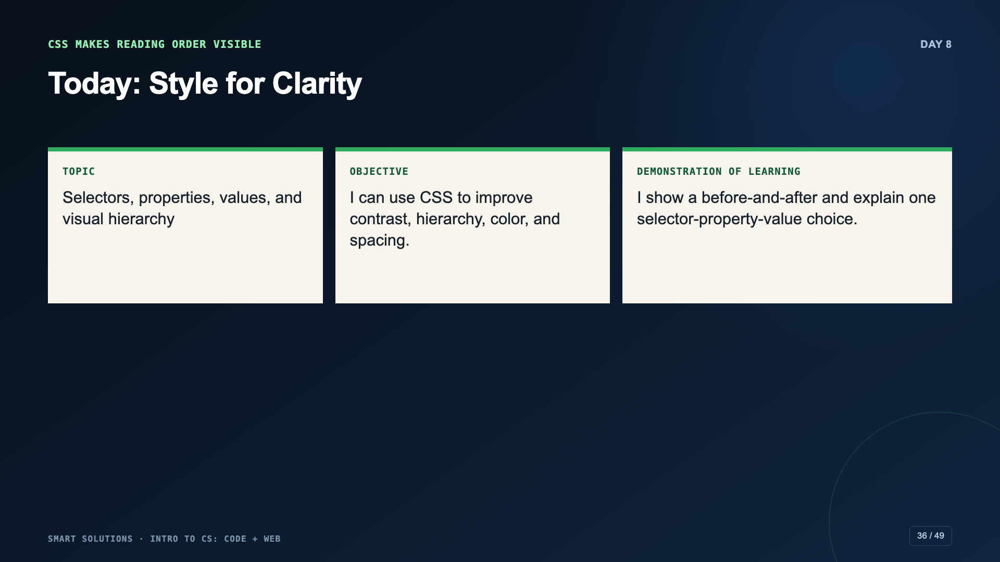 CSS MAKES READING ORDER VISIBLE
DAY 8
Today: Style for Clarity
TOPIC
Selectors, properties, values, and
visual hierarchy
OBJECTIVE
I can use CSS to improve
contrast, hierarchy, color, and
spacing.
DEMONSTRATION OF LEARNING
I show a before-and-after and explain one
selector-property-value choice.
SMART SOLUTIONS · INTRO TO CS: CODE + WEB
36 / 49